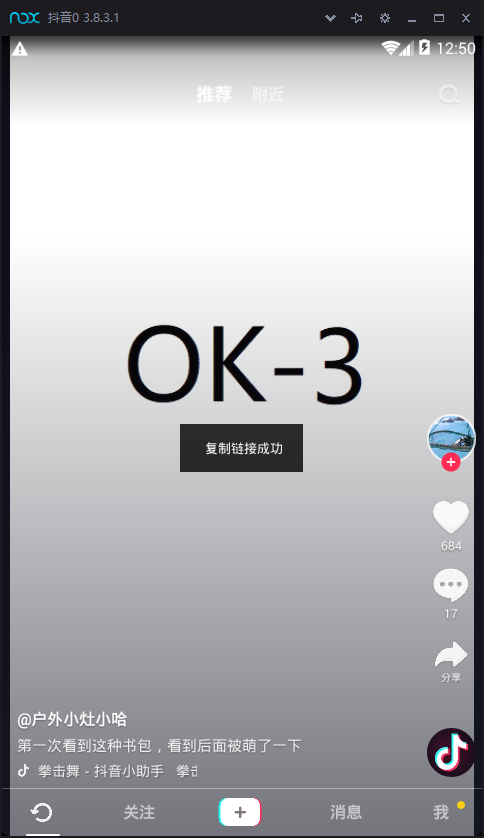 nox 抖音0 3.8.3.1
12:50
推荐 附近
OK-3
复制链接成功
684
17
分享
@户外小灶小哈
第一次看到这种书包，看到后面被萌了一下
拳击舞 - 抖音小助手 拳击
关注 消息 我